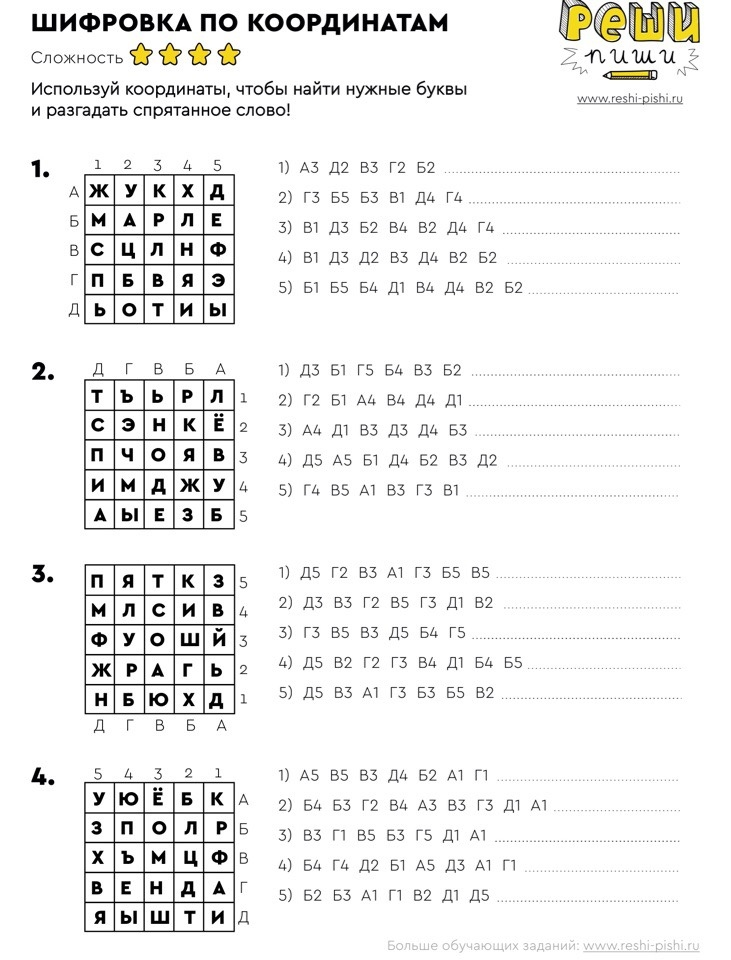 ШИФРОВКА ПО КООРДИНАТАМ
Сложность
Реши
пиши
www.reshi-pishi.ru
Используй координаты, чтобы найти нужные буквы
и разгадать спрятанное слово!
1.
1 2 3 4 5
А Ж У К Х Д
Б М А Р Л Е
В С Ц Л Н Ф
Г П Б В Я Э
Д Ь О Т И Ы
1) А3 Д2 В3 Г2 Б2
2) Г3 Б5 Б3 В1 Д4 Г4
3) В1 Д3 Б2 В4 В2 Д4 Г4
4) В1 Д3 Д2 В3 Д4 В2 Б2
5) Б1 Б5 Б4 Д1 В4 Д4 В2 Б2
2.
Д Г В Б А
Т Ъ Ь Р Л 1
С Э Н К Ё 2
П Ч О Я В 3
И М Д Ж У 4
А Ы Е З Б 5
1) Д3 Б1 Г5 Б4 В3 Б2
2) Г2 Б1 А4 В4 Д4 Д1
3) А4 Д1 В3 Д3 Д4 Б3
4) Д5 А5 Б1 Д4 Б2 В3 Д2
5) Г4 В5 А1 В3 Г3 В1
3.
П Я Т К З 5
М Л С И В 4
Ф У О Ш Й 3
Ж Р А Г Ь 2
Н Б Ю Х Д 1
Д Г В Б А
1) Д5 Г2 В3 А1 Г3 Б5 В5
2) Д3 В3 Г2 В5 Г3 Д1 В2
3) Г3 В5 В3 Д5 Б4 Г5
4) Д5 В2 Г2 Г3 В4 Д1 Б4 Б5
5) Д5 В3 А1 Г3 Б3 Б5 В2
4.
5 4 3 2 1
У Ю Ё Б К А
З П О Л Р Б
Х Ъ М Ц Ф В
В Е Н Д А Г
Я Ы Ш Т И Д
1) А5 В5 В3 Д4 Б2 А1 Г1
2) Б4 Б3 Г2 В4 А3 В3 Г3 Д1 А1
3) В3 Г1 В5 Б3 Г5 Д1 А1
4) Б4 Г4 Д2 Б1 А5 Д3 А1 Г1
5) Б2 Б3 А1 Г1 В2 Д1 Д5
Больше обучающих заданий: www.reshi-pishi.ru